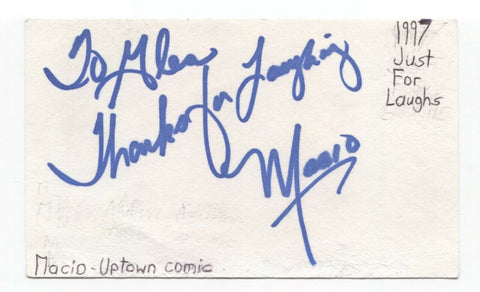 To Glen
Thanks for Laughing
Macio
1997
Just
For
Laughs
Macio - Uptown comic